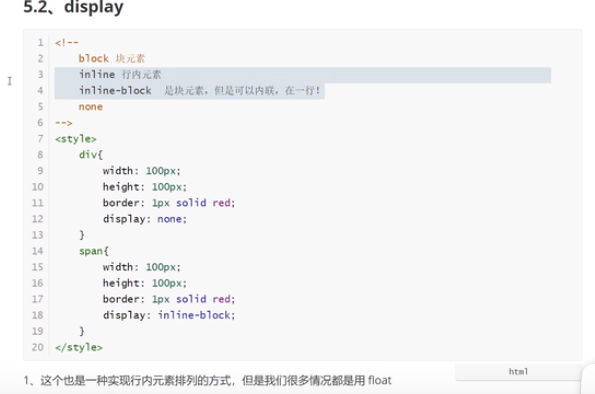 5.2、display
1 <!--
2 block 块元素
3 inline 行内元素
4 inline-block 是块元素，但是可以内联，在一行！
5 none
6 -->
7 <style>
8 div{
9 width: 100px;
10 height: 100px;
11 border: 1px solid red;
12 display: none;
13 }
14 span{
15 width: 100px;
16 height: 100px;
17 border: 1px solid red;
18 display: inline-block;
19 }
20 </style>
html
1、这个也是一种实现行内元素排列的方式，但是我们很多情况都是用 float